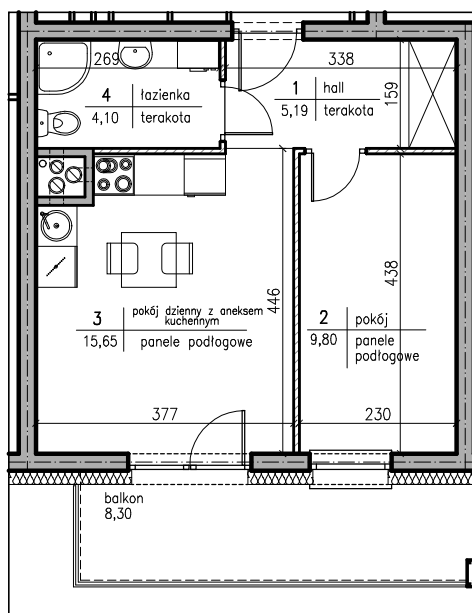 269
338
4 łazienka
4,10 terakota
1 hall
5,19 terakota
159
3 pokój dzienny z aneksem
kuchennym
15,65 panele podłogowe
446
438
2 pokój
9,80 panele
podłogowe
377
230
balkon
8,30